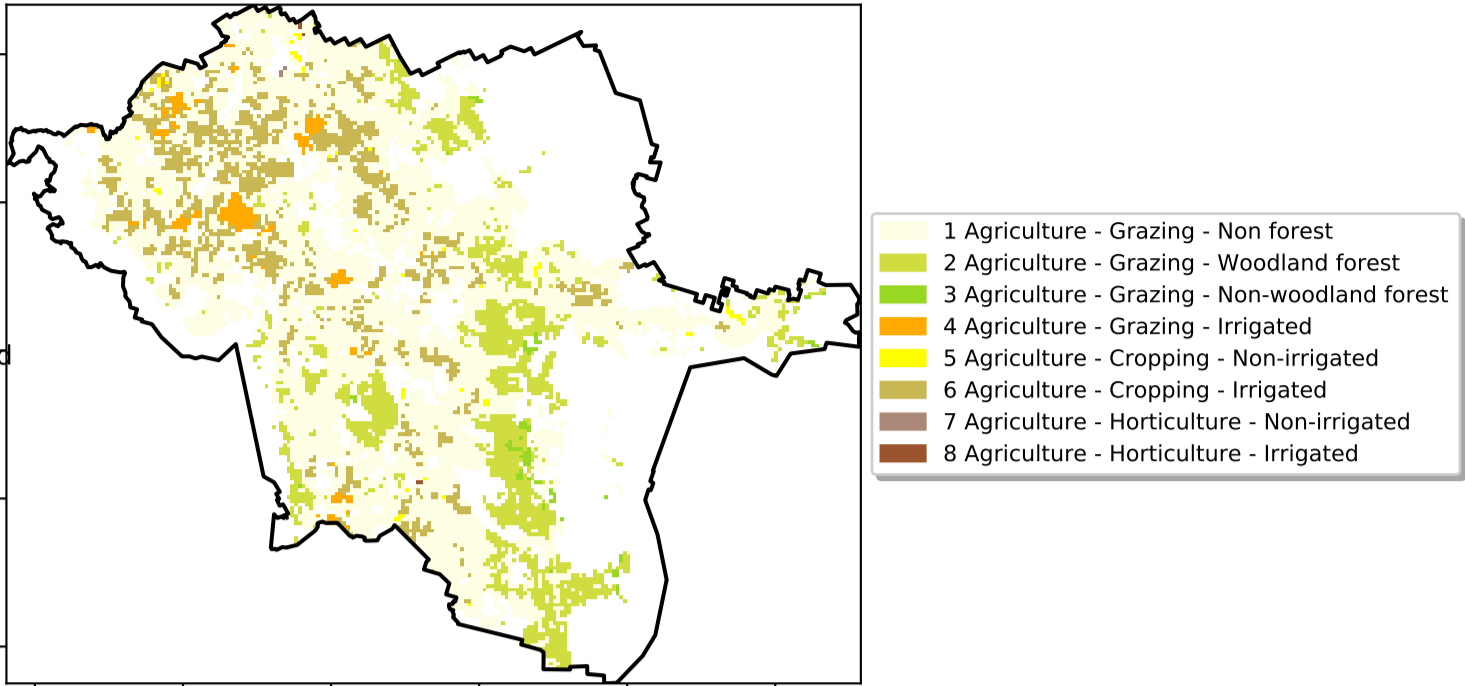 1 Agriculture - Grazing - Non forest
2 Agriculture - Grazing - Woodland forest
3 Agriculture - Grazing - Non-woodland forest
4 Agriculture - Grazing - Irrigated
5 Agriculture - Cropping - Non-irrigated
6 Agriculture - Cropping - Irrigated
7 Agriculture - Horticulture - Non-irrigated
8 Agriculture - Horticulture - Irrigated